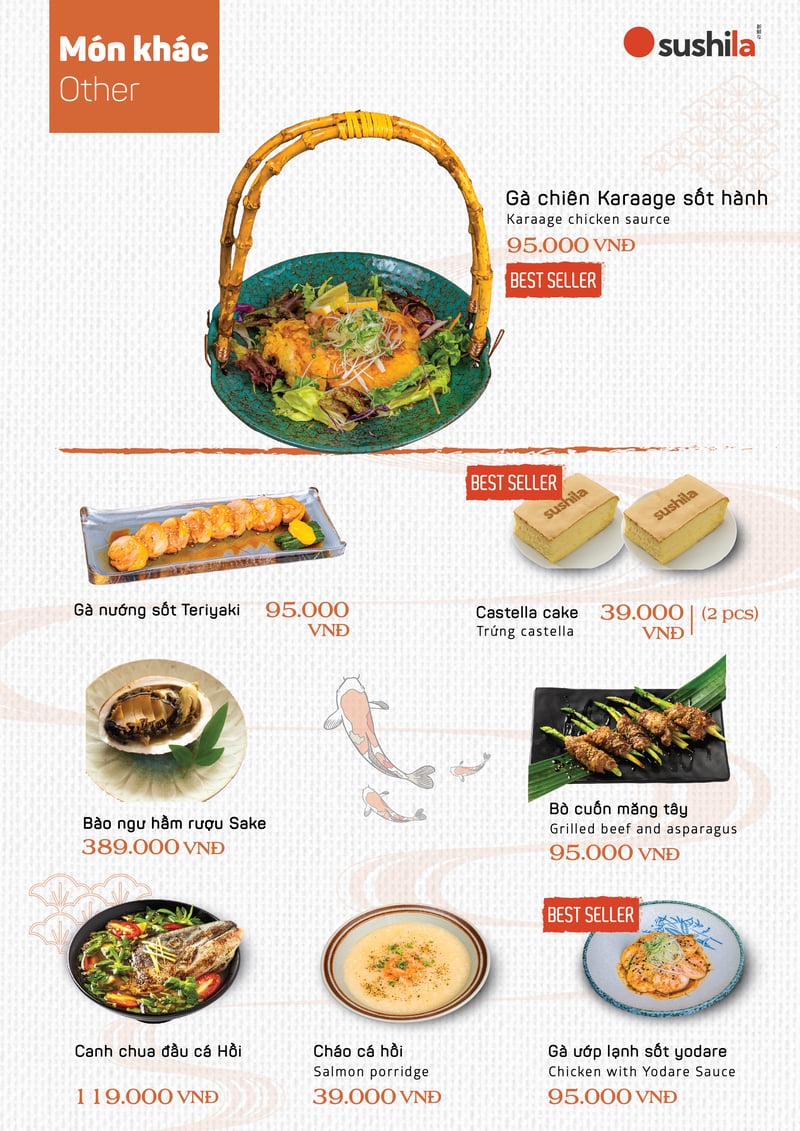 Món khác
Other
sushila
Gà chiên Karaage sốt hành
Karaage chicken saurce
95.000 VNĐ
BEST SELLER
BEST SELLER
sushila
sushila
Gà nướng sốt Teriyaki
95.000
VNĐ
Castella cake
Trứng castella
39.000
VNĐ
(2 pcs)
Bào ngư hầm rượu Sake
389.000 VNĐ
Bò cuốn măng tây
Grilled beef and asparagus
95.000 VNĐ
BEST SELLER
Canh chua đầu cá Hồi
119.000 VNĐ
Cháo cá hồi
Salmon porridge
39.000 VNĐ
Gà ướp lạnh sốt yodare
Chicken with Yodare Sauce
95.000 VNĐ